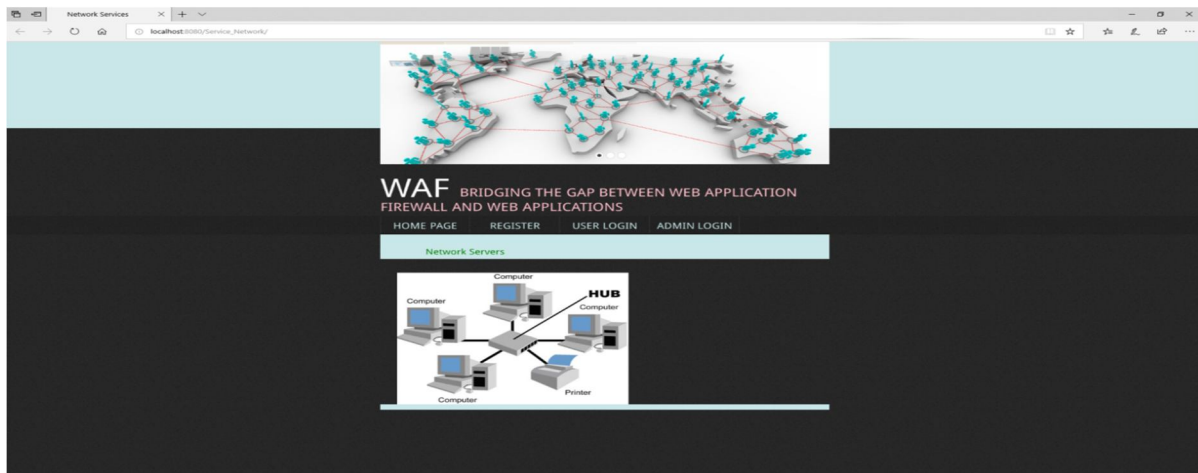 Network Services
localhost:8080/Service_Network/
WAF BRIDGING THE GAP BETWEEN WEB APPLICATION
FIREWALL AND WEB APPLICATIONS
HOME PAGE REGISTER USER LOGIN ADMIN LOGIN
Network Servers
Computer
HUB
Computer
Computer
Computer
Printer